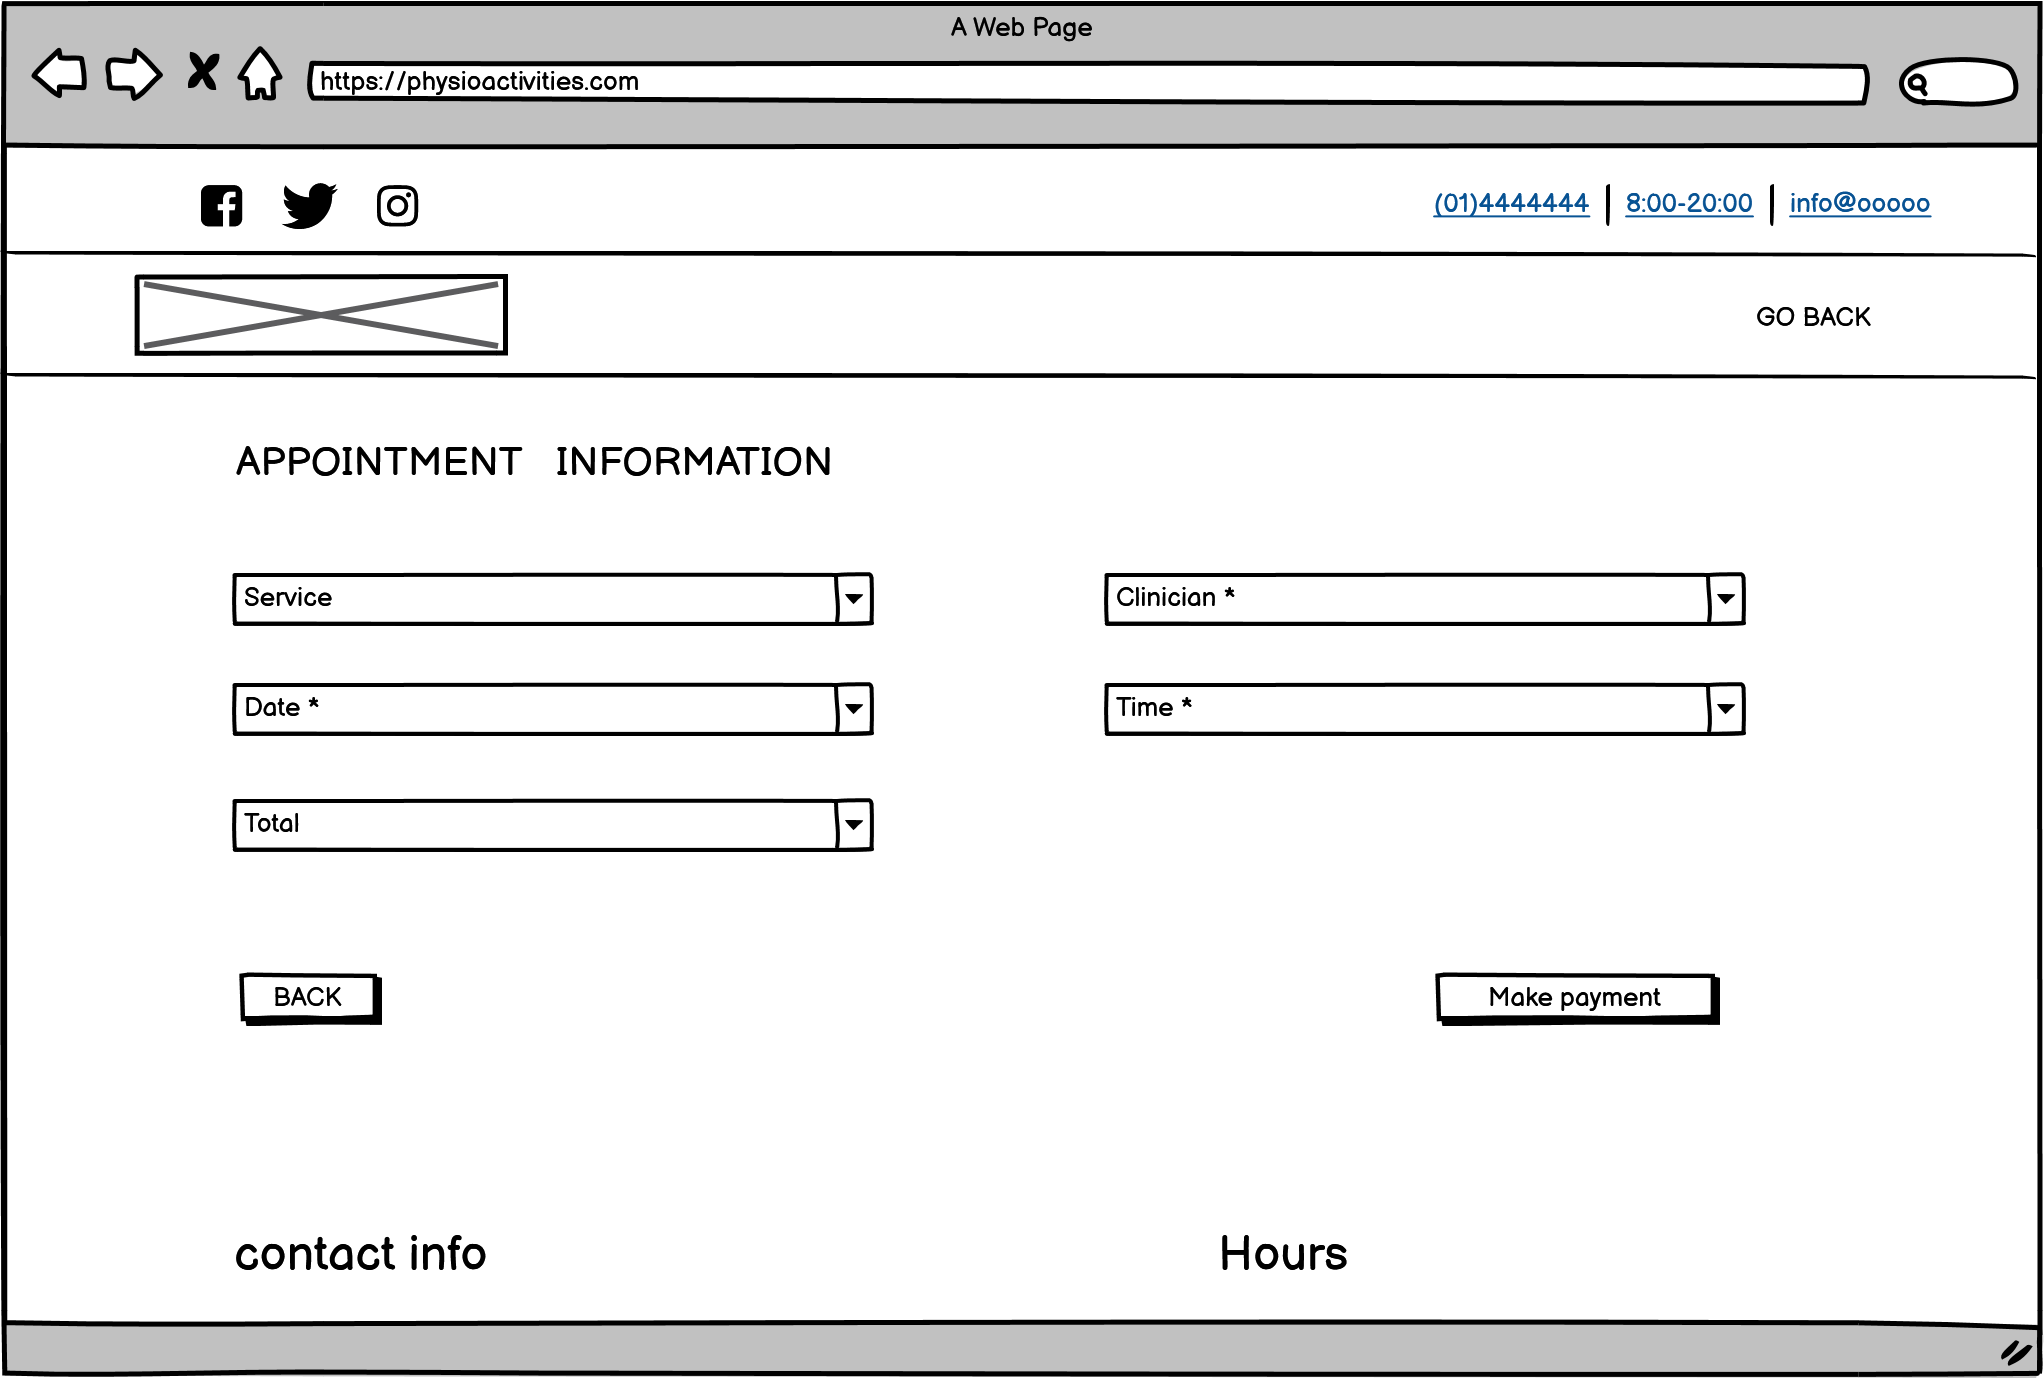 A Web Page
https://physioactivities.com
(01)4444444 | 8:00-20:00 | info@ooooo
GO BACK
APPOINTMENT INFORMATION
Service
Clinician *
Date *
Time *
Total
BACK
Make payment
contact info
Hours